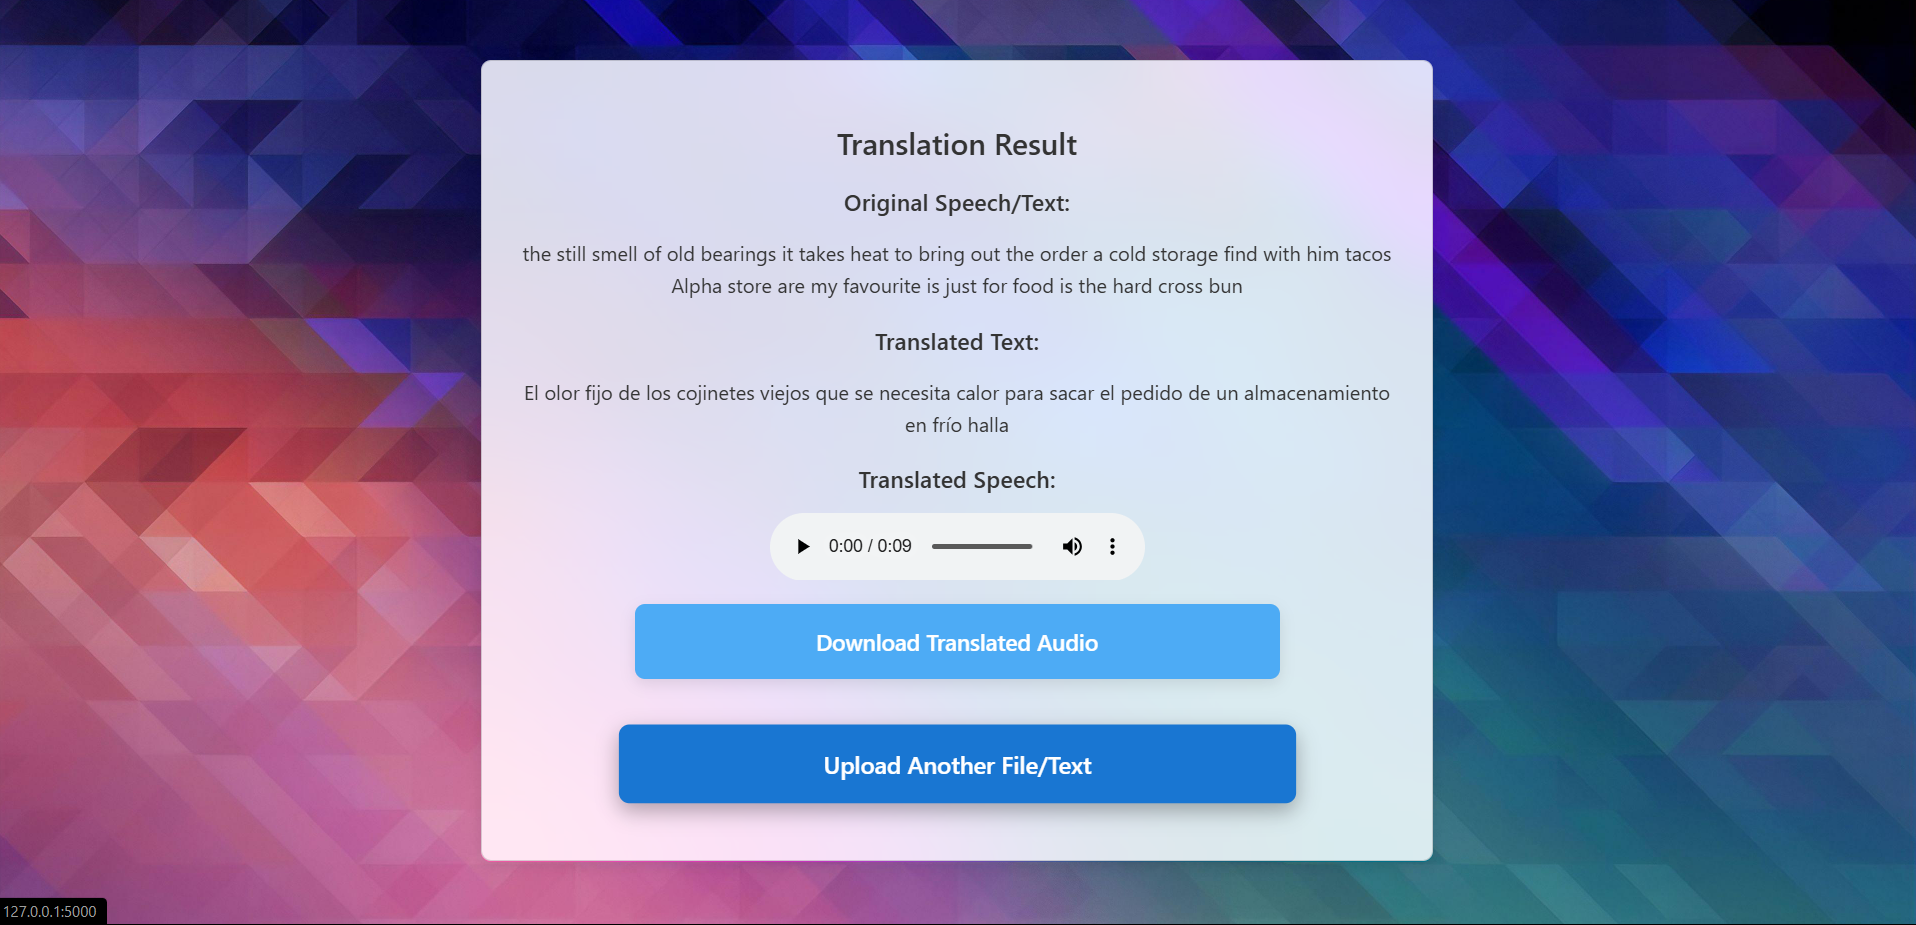 Translation Result
Original Speech/Text:
the still smell of old bearings it takes heat to bring out the order a cold storage find with him tacos
Alpha store are my favourite is just for food is the hard cross bun
Translated Text:
El olor fijo de los cojinetes viejos que se necesita calor para sacar el pedido de un almacenamiento
en frío halla
Translated Speech:
0:00 / 0:09
Download Translated Audio
Upload Another File/Text
127.0.0.1:5000